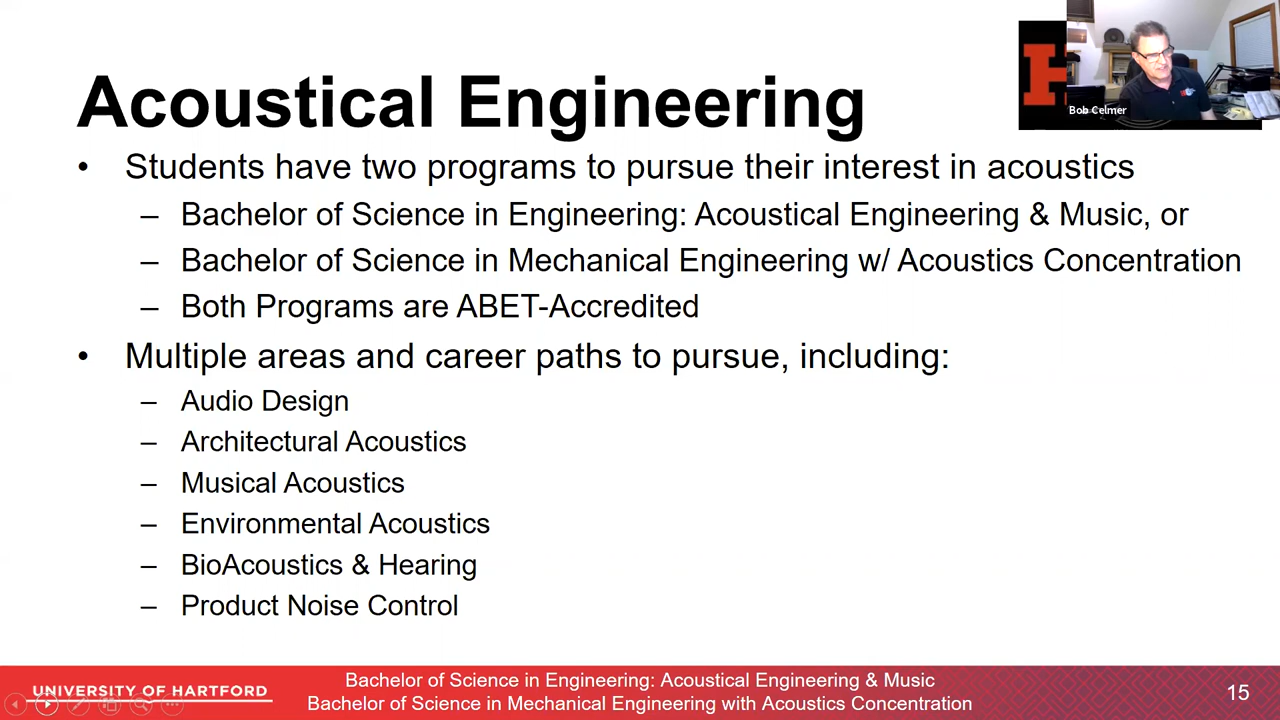 Acoustical Engineering
• Students have two programs to pursue their interest in acoustics
– Bachelor of Science in Engineering: Acoustical Engineering & Music, or
– Bachelor of Science in Mechanical Engineering w/ Acoustics Concentration
– Both Programs are ABET-Accredited
• Multiple areas and career paths to pursue, including:
– Audio Design
– Architectural Acoustics
– Musical Acoustics
– Environmental Acoustics
– BioAcoustics & Hearing
– Product Noise Control
Bob Celmer
UNIVERSITY OF HARTFORD
Bachelor of Science in Engineering: Acoustical Engineering & Music
Bachelor of Science in Mechanical Engineering with Acoustics Concentration
15